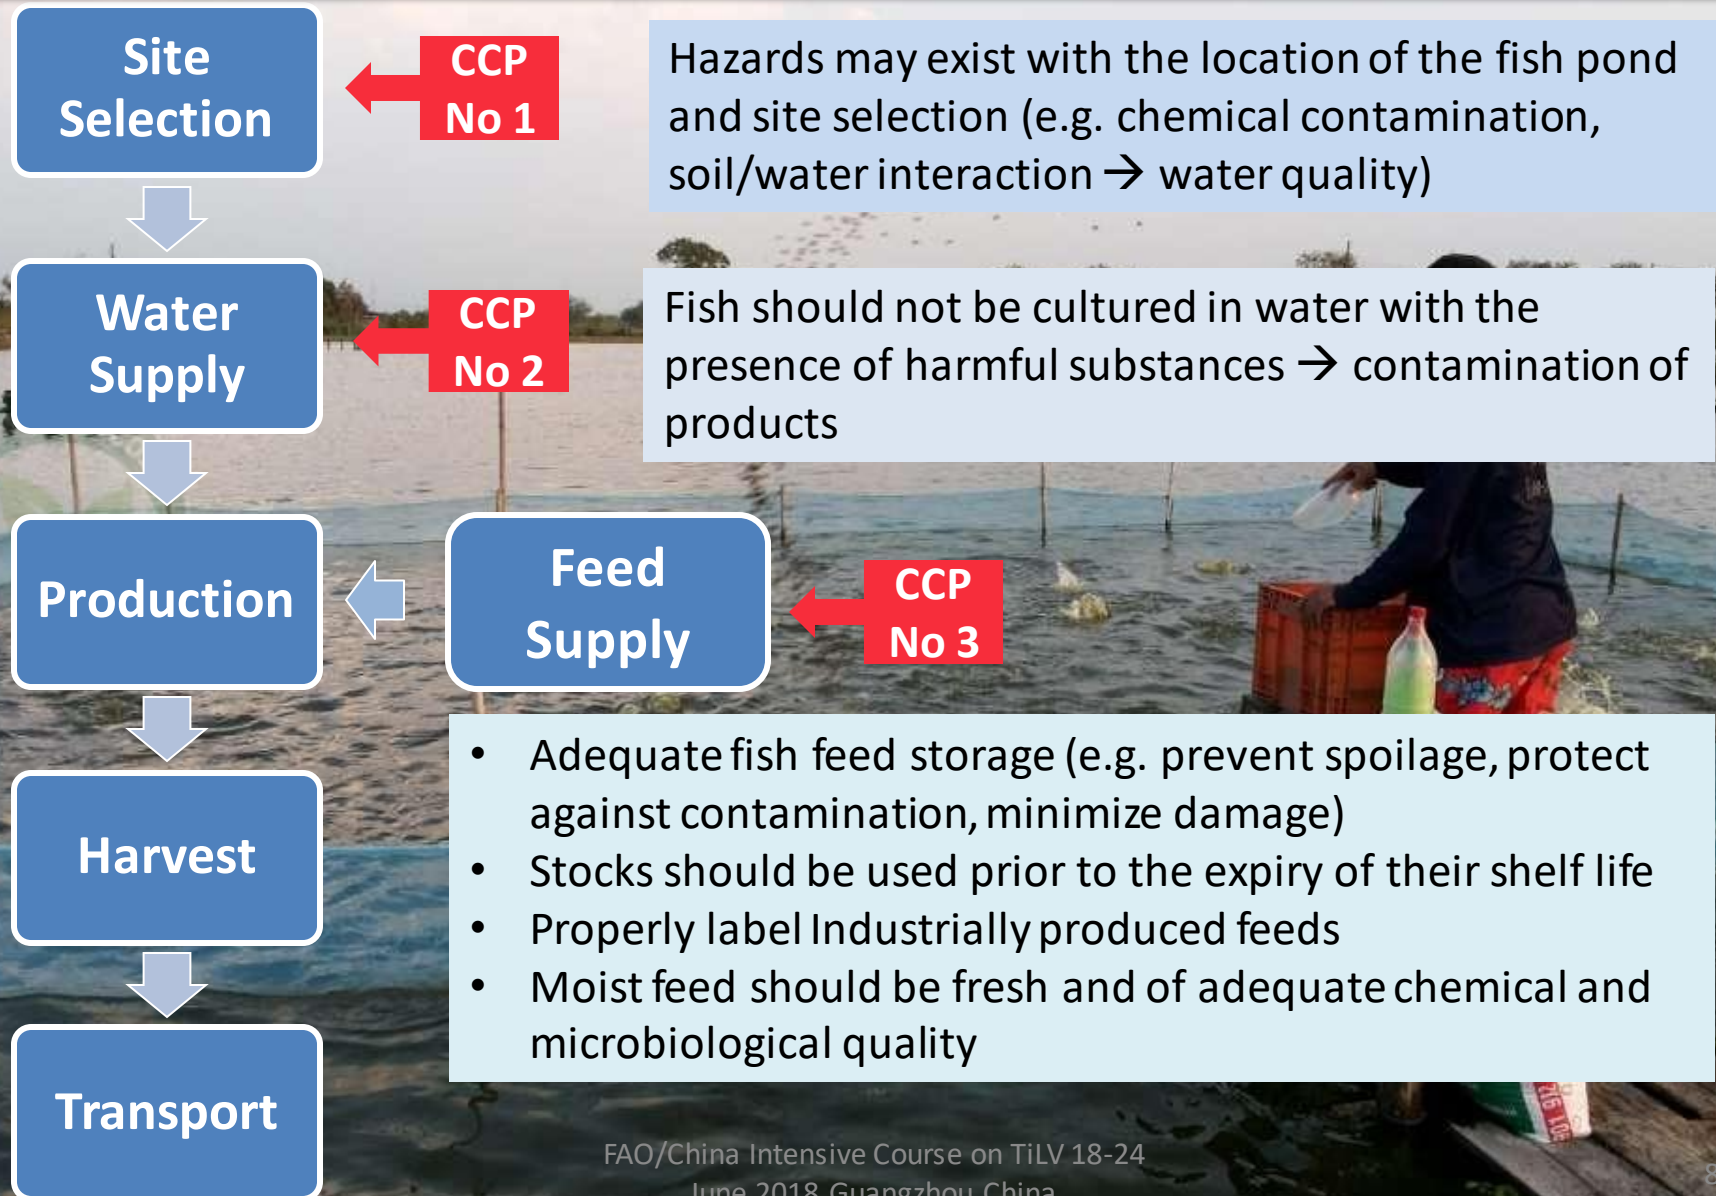 Site
Selection
CCP
No 1
Hazards may exist with the location of the fish pond
and site selection (e.g. chemical contamination,
soil/water interaction → water quality)
Water
Supply
CCP
No 2
Fish should not be cultured in water with the
presence of harmful substances → contamination of
products
Production
Feed
Supply
CCP
No 3
• Adequate fish feed storage (e.g. prevent spoilage, protect
against contamination, minimize damage)
• Stocks should be used prior to the expiry of their shelf life
• Properly label Industrially produced feeds
• Moist feed should be fresh and of adequate chemical and
microbiological quality
Harvest
Transport
FAO/China Intensive Course on TiLV 18-24
June 2018 Guangzhou China
8